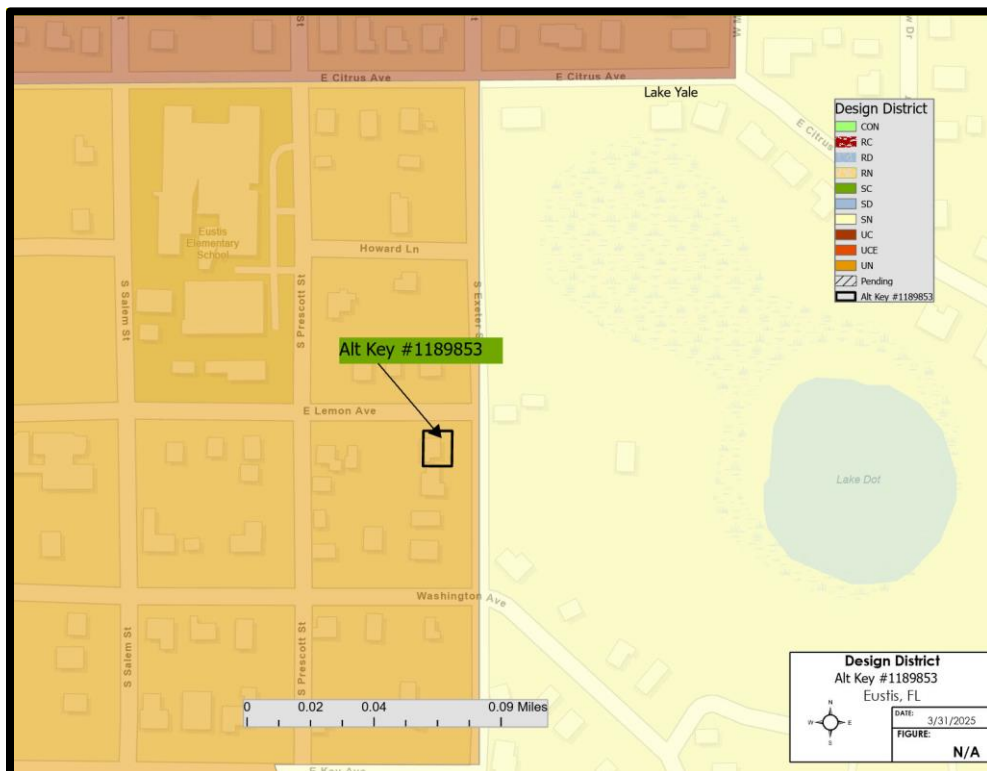 St
St
E Citrus Ave
E Citrus Ave
Lake Yale
E Citrus
Design District
CON
RC
RD
RN
SC
SD
SN
UC
UCE
UN
Pending
Alt Key #1189853
Eustis
Elementary
School
Howard Ln
S Salem St
S Prescott St
S Exeter
Alt Key #1189853
E Lemon Ave
Lake Dot
Washington Ave
S Salem St
S Prescott St
0 0.02 0.04 0.09 Miles
Design District
Alt Key #1189853
Eustis, FL
N
W E
S
DATE:
3/31/2025
FIGURE:
N/A